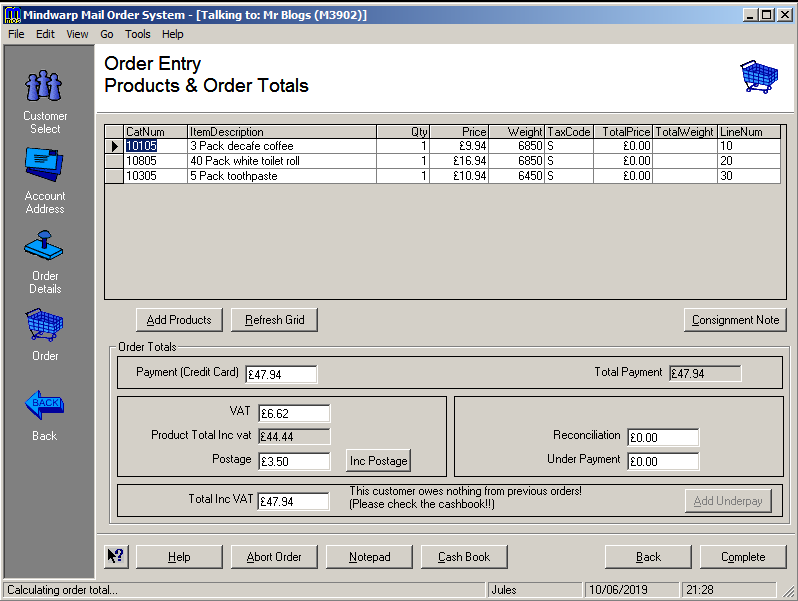 Mindwarp Mail Order System - [Talking to: Mr Blogs (M3902)]
File Edit View Go Tools Help
Order Entry
Products & Order Totals
Customer
Select
Account
Address
Order
Details
Order
BACK
Back
CatNum ItemDescription Qty Price Weight TaxCode TotalPrice TotalWeight LineNum
10105 3 Pack decafe coffee 1 £9.94 6850 S £0.00 10
10805 40 Pack white toilet roll 1 £16.94 6850 S £0.00 20
10305 5 Pack toothpaste 1 £10.94 6450 S £0.00 30
Add Products Refresh Grid Consignment Note
Order Totals
Payment (Credit Card) £47.94 Total Payment £47.94
VAT £6.62
Product Total Inc vat £44.44 Reconciliation £0.00
Postage £3.50 Inc Postage Under Payment £0.00
Total Inc VAT £47.94 This customer owes nothing from previous orders!
(Please check the cashbook!!) Add Underpay
? Help Abort Order Notepad Cash Book Back Complete
Calculating order total... Jules 10/06/2019 21:28